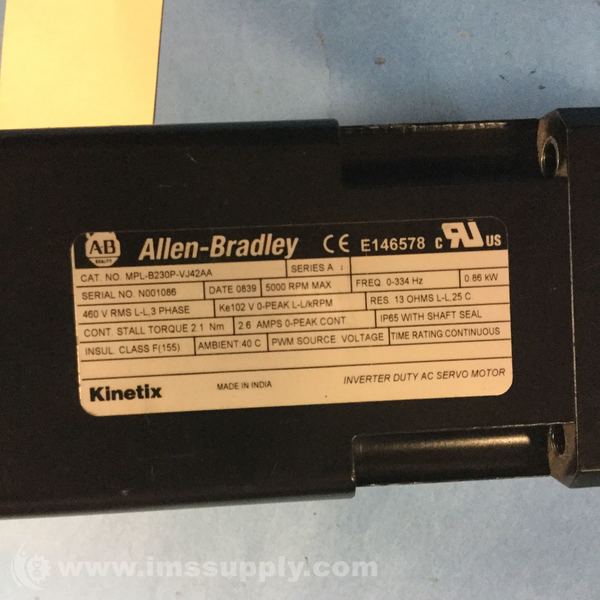 AB Allen-Bradley CE E146578 c RU US
QUALITY
CAT. NO. MPL-B230P-VJ42AA SERIES A :
SERIAL NO. N001086 DATE 0839 5000 RPM MAX FREQ. 0-334 Hz 0.86 kW
460 V RMS L-L,3 PHASE Ke102 V 0-PEAK L-L/kRPM RES. 13 OHMS L-L,25 C
CONT. STALL TORQUE 2.1 Nm 2.6 AMPS 0-PEAK CONT IP65 WITH SHAFT SEAL
INSUL. CLASS F(155) AMBIENT 40 C PWM SOURCE VOLTAGE TIME RATING:CONTINUOUS
Kinetix MADE IN INDIA INVERTER DUTY AC SERVO MOTOR
www.imssupply.com